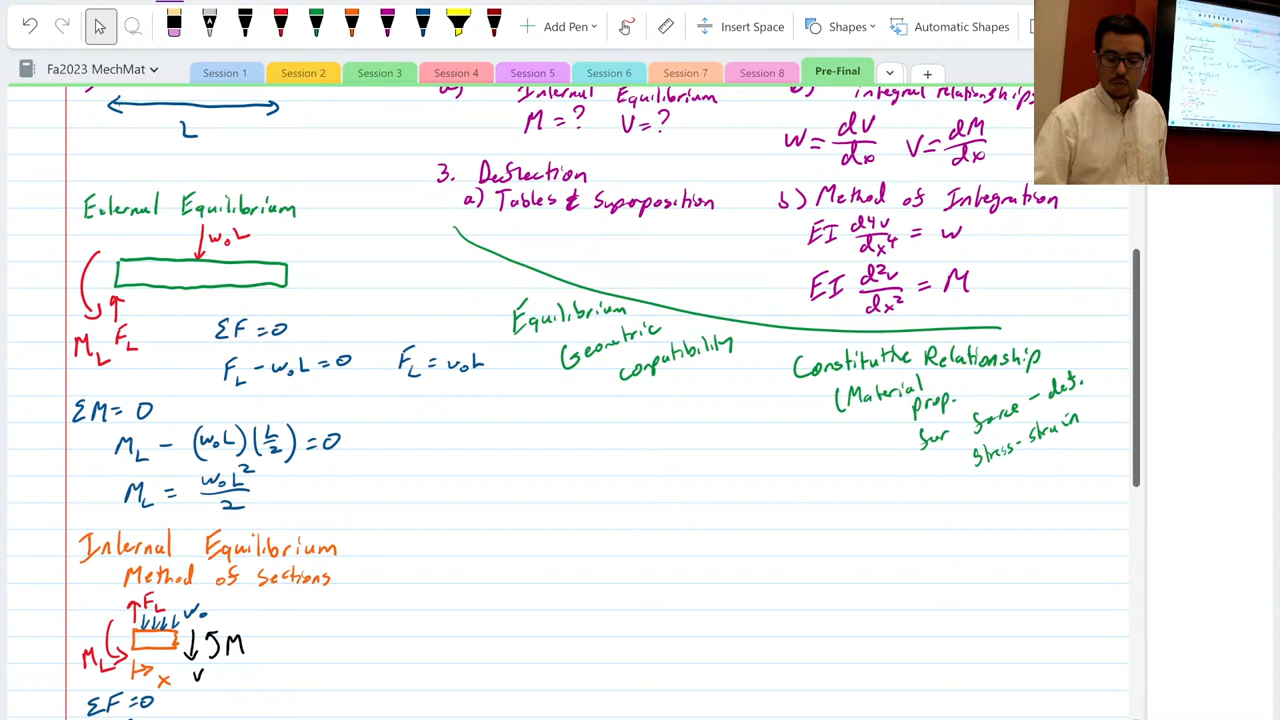 Add Pen
Insert Space
Shapes
Automatic Shapes
Fa2023 MechMat
Session 1
Session 2
Session 3
Session 4
Session 5
Session 6
Session 7
Session 8
Pre-Final
L
Internal Equilibrium
M = ? V = ?
integral relationships
w = dV/dx V = dM/dx
3. Deflection
a) Tables & Superposition
b) Method of Integration
EI d4v/dx4 = w
EI d2v/dx2 = M
Equilibrium
Geometric
compatibility
Constitutive Relationship
(Material
prop.
for force - def.
stress-strain
External Equilibrium
w₀L
M_L F_L
ΣF = 0
F_L - w₀L = 0 F_L = w₀L
ΣM = 0
M_L - (w₀L)(L/2) = 0
M_L = w₀L²/2
Internal Equilibrium
Method of Sections
F_L w₀
M_L M
x V
ΣF = 0